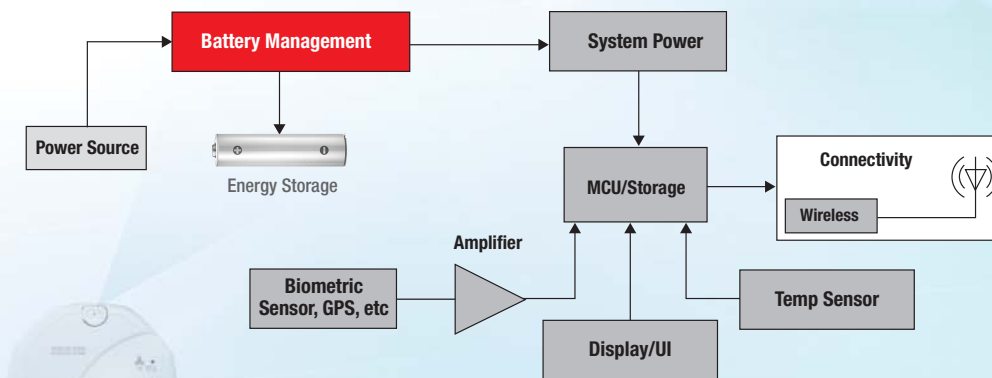 Battery Management
System Power
Power Source
Energy Storage
MCU/Storage
Connectivity
Wireless
Amplifier
Biometric
Sensor, GPS, etc
Temp Sensor
Display/UI